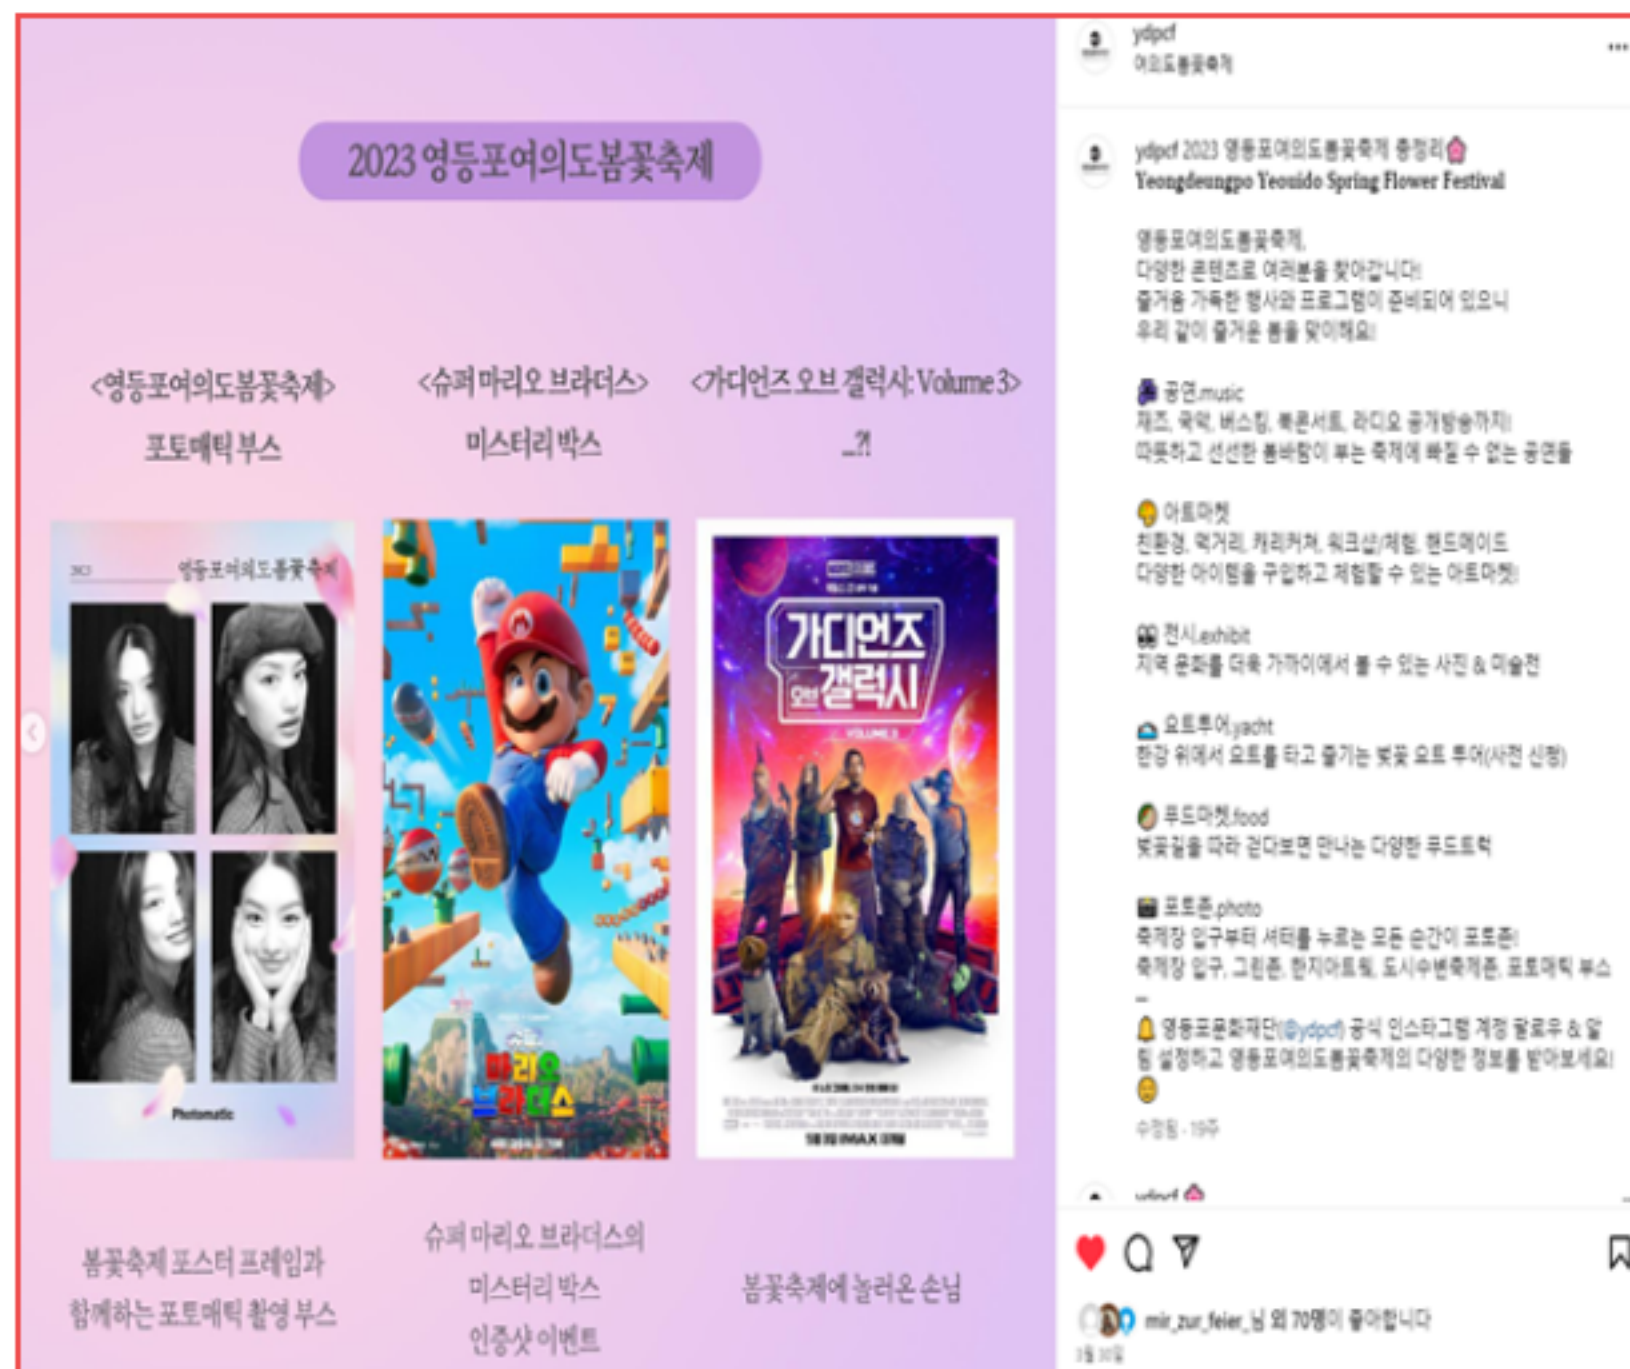 2023 영등포여의도봄꽃축제
<영등포여의도봄꽃축제>
포토매틱 부스
<슈퍼 마리오 브라더스>
미스터리 박스
<가디언즈 오브 갤럭시: Volume 3>
...?!
영등포여의도봄꽃축제
Photomatic
슈퍼
마리오
브라더스
가디언즈
오브 갤럭시
VOLUME 3
봄꽃축제 포스터 프레임과
함께하는 포토매틱 촬영 부스
슈퍼 마리오 브라더스의
미스터리 박스
인증샷 이벤트
봄꽃축제에 놀러온 손님
ydpcf
여의도봄꽃축제
ydpcf 2023 영등포여의도봄꽃축제 총정리
Yeongdeungpo Yeouido Spring Flower Festival
영등포여의도봄꽃축제,
다양한 콘텐츠로 여러분을 찾아갑니다!
즐거움 가득한 행사와 프로그램이 준비되어 있으니
우리 같이 즐거운 봄을 맞이해요!
공연.music
재즈, 국악, 버스킹, 북콘서트, 라디오 공개방송까지!
따뜻하고 선선한 봄바람이 부는 축제에 빠질 수 없는 공연들
아트마켓
친환경, 먹거리, 캐리커쳐, 워크샵/체험, 핸드메이드
다양한 아이템을 구입하고 체험할 수 있는 아트마켓!
전시.exhibit
지역 문화를 더욱 가까이에서 볼 수 있는 사진 & 미술전
요트투어.yacht
한강 위에서 요트를 타고 즐기는 벚꽃 요트 투어(사전 신청)
푸드마켓.food
벚꽃길을 따라 걷다보면 만나는 다양한 푸드트럭
포토존.photo
축제장 입구부터 셔터를 누르는 모든 순간이 포토존!
축제장 입구, 그린존, 한지아트웍, 도시수변축제존, 포토매틱 부스
–
영등포문화재단(@ydpcf) 공식 인스타그램 계정 팔로우 & 알
림 설정하고 영등포여의도봄꽃축제의 다양한 정보를 받아보세요!
수정됨 · 19주
ydpcf
mir_zur_feier_님 외 70명이 좋아합니다
3월 30일